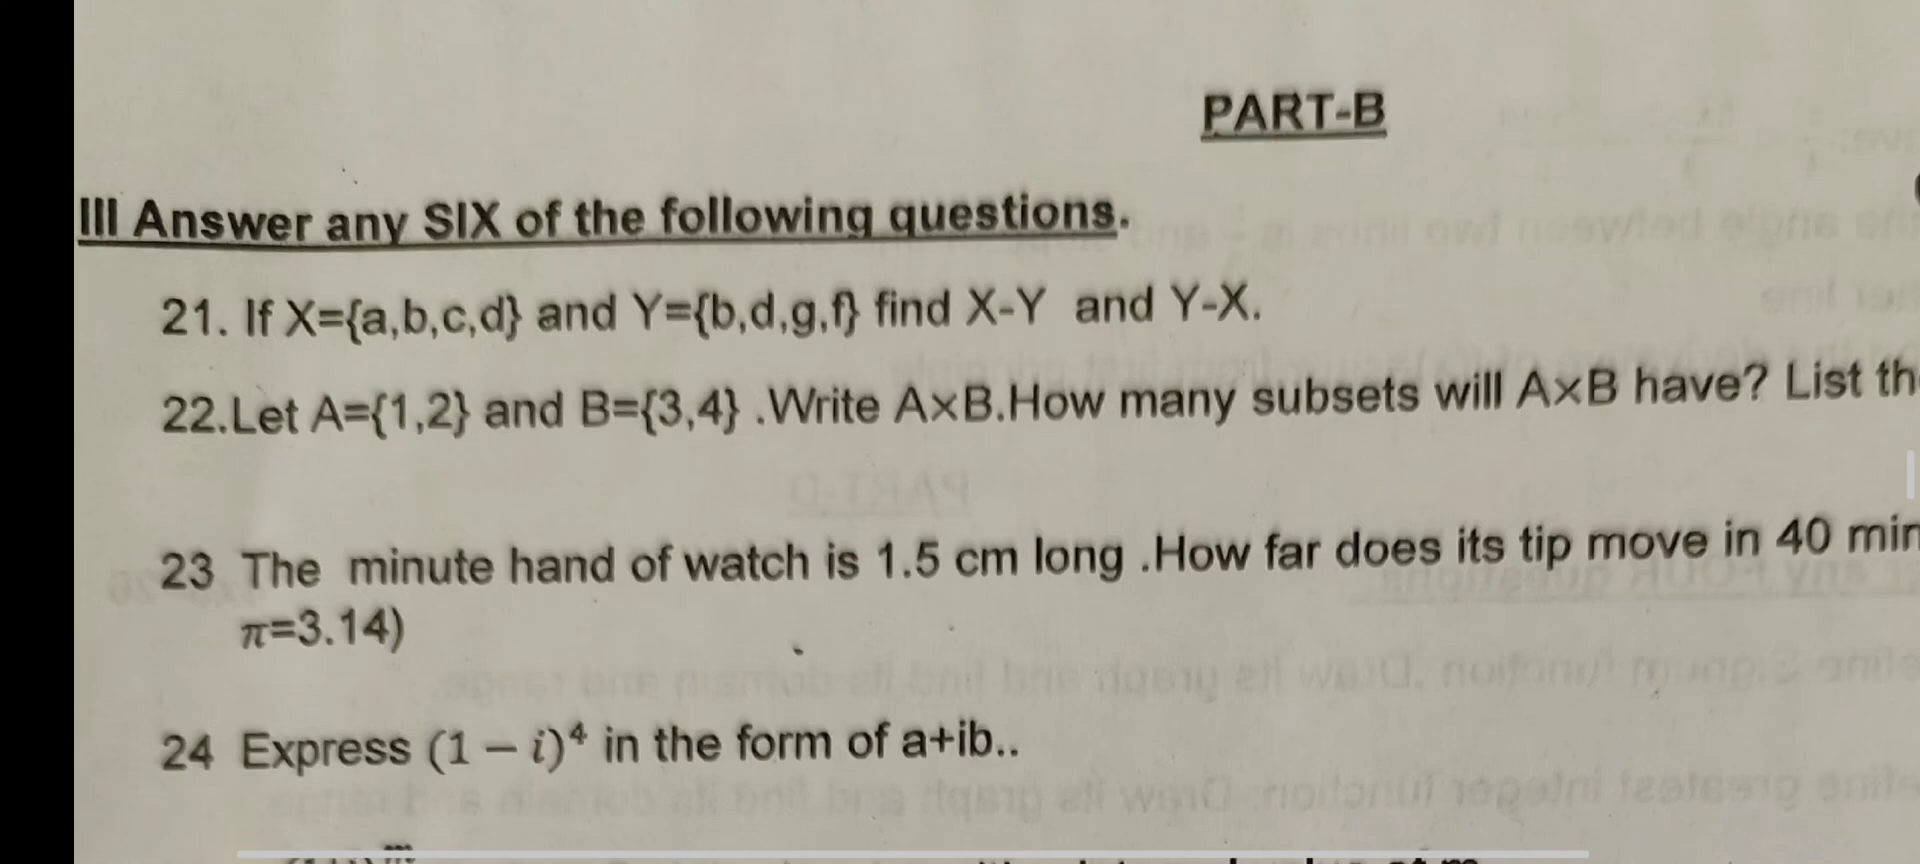 PART-B
III Answer any SIX of the following questions.
21. If X={a,b,c,d} and Y={b,d,g,f} find X-Y and Y-X.
22.Let A={1,2} and B={3,4} .Write A×B.How many subsets will A×B have? List th
23 The minute hand of watch is 1.5 cm long .How far does its tip move in 40 min
π=3.14)
24 Express (1 − i)⁴ in the form of a+ib..